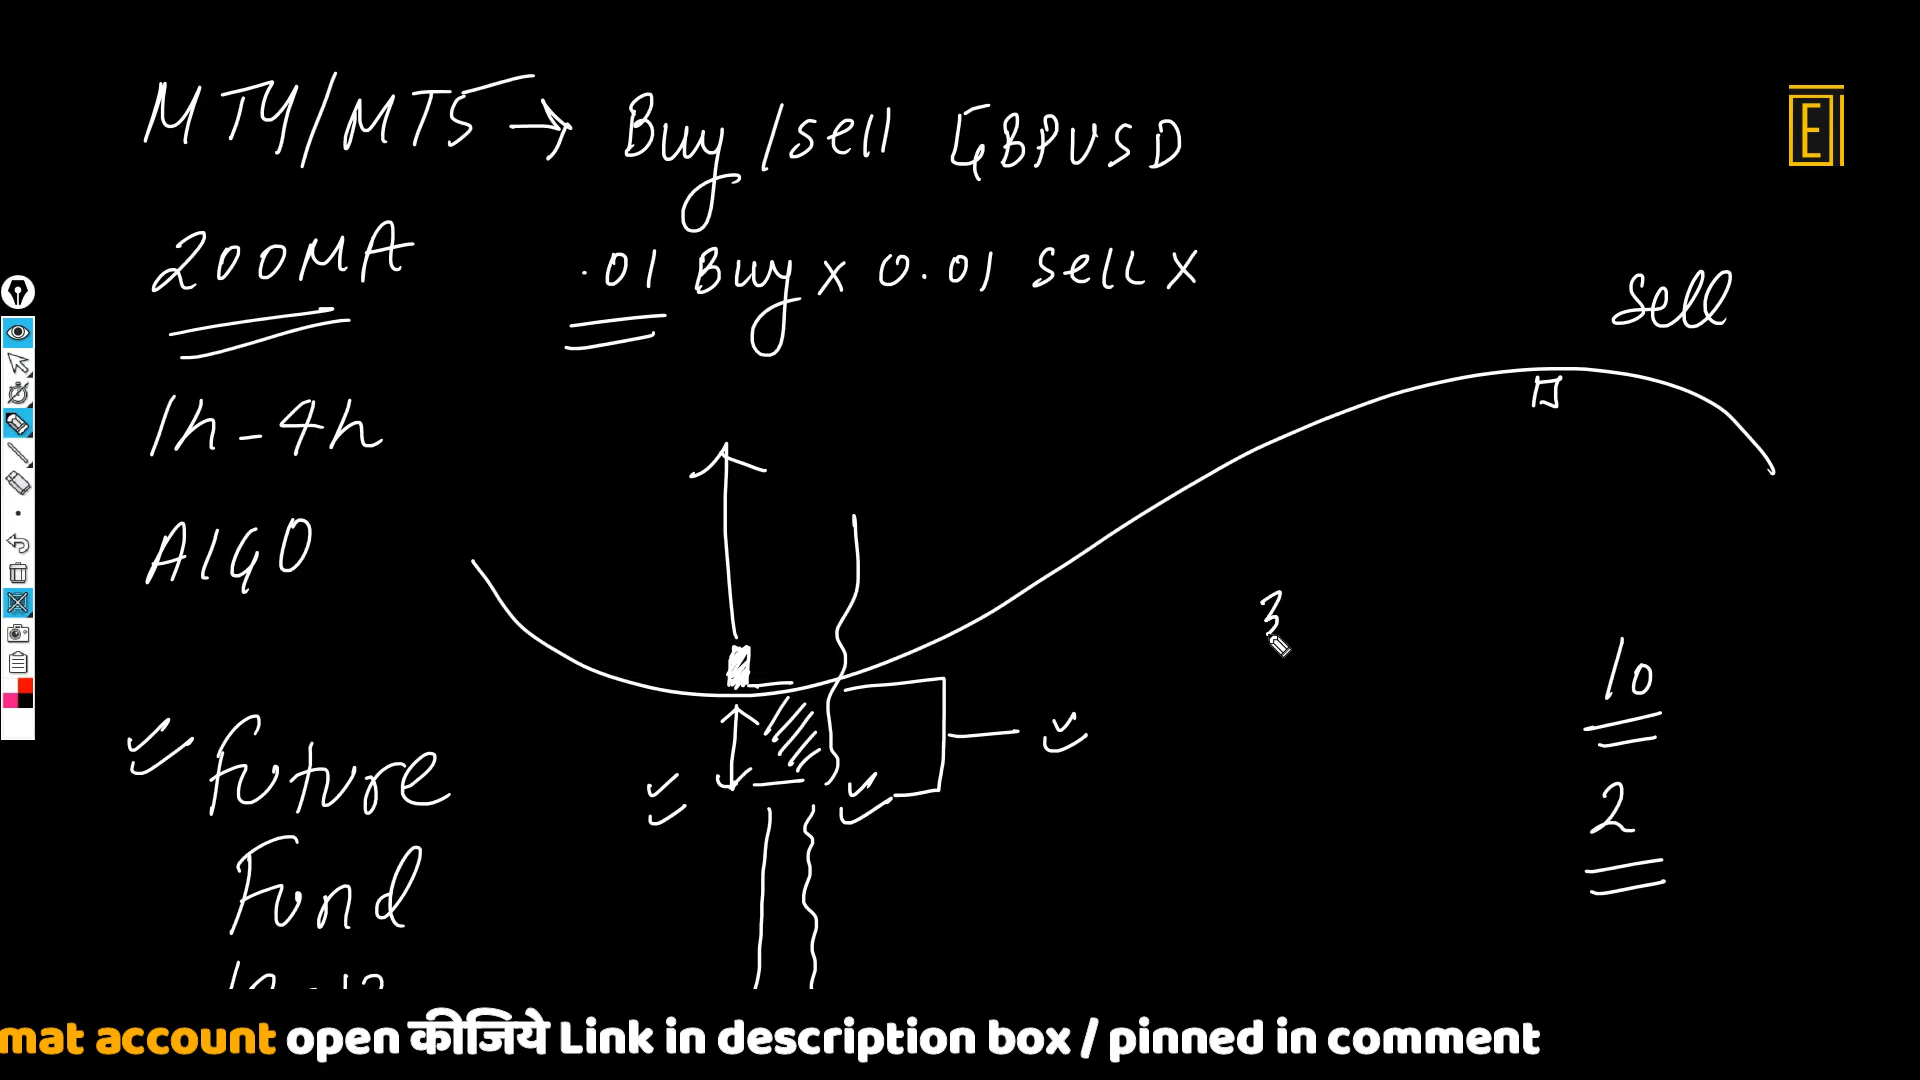 MT4/MT5 → Buy/sell GBPUSD
E
200MA
.01 Buy x 0.01 sell x
sell
1h-4h
ALGO
3
10
Future
2
Fund
mat account open कीजिये Link in description box / pinned in comment